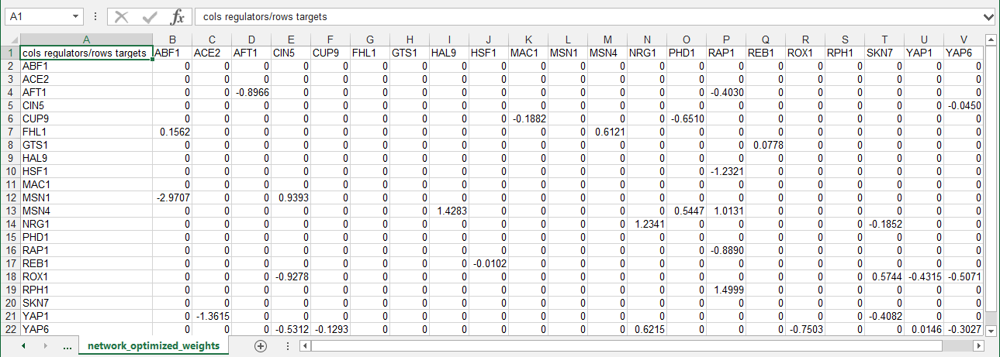 A1 fx cols regulators/rows targets
A B C D E F G H I J K L M N O P Q R S T U V
1 cols regulators/rows targets ABF1 ACE2 AFT1 CIN5 CUP9 FHL1 GTS1 HAL9 HSF1 MAC1 MSN1 MSN4 NRG1 PHD1 RAP1 REB1 ROX1 RPH1 SKN7 YAP1 YAP6
2 ABF1 0 0 0 0 0 0 0 0 0 0 0 0 0 0 0 0 0 0 0 0 0
3 ACE2 0 0 0 0 0 0 0 0 0 0 0 0 0 0 0 0 0 0 0 0 0
4 AFT1 0 0 -0.8966 0 0 0 0 0 0 0 0 0 0 0 -0.4030 0 0 0 0 0 0
5 CIN5 0 0 0 0 0 0 0 0 0 0 0 0 0 0 0 0 0 0 0 0 -0.0450
6 CUP9 0 0 0 0 0 0 0 0 0 -0.1882 0 0 0 -0.6510 0 0 0 0 0 0 0
7 FHL1 0.1562 0 0 0 0 0 0 0 0 0 0 0.6121 0 0 0 0 0 0 0 0 0
8 GTS1 0 0 0 0 0 0 0 0 0 0 0 0 0 0 0 0.0778 0 0 0 0 0
9 HAL9 0 0 0 0 0 0 0 0 0 0 0 0 0 0 0 0 0 0 0 0 0
10 HSF1 0 0 0 0 0 0 0 0 0 0 0 0 0 0 -1.2321 0 0 0 0 0 0
11 MAC1 0 0 0 0 0 0 0 0 0 0 0 0 0 0 0 0 0 0 0 0 0
12 MSN1 -2.9707 0 0 0.9393 0 0 0 0 0 0 0 0 0 0 0 0 0 0 0 0 0
13 MSN4 0 0 0 0 0 0 0 1.4283 0 0 0 0 0 0.5447 1.0131 0 0 0 0 0 0
14 NRG1 0 0 0 0 0 0 0 0 0 0 0 0 1.2341 0 0 0 0 0 -0.1852 0 0
15 PHD1 0 0 0 0 0 0 0 0 0 0 0 0 0 0 0 0 0 0 0 0 0
16 RAP1 0 0 0 0 0 0 0 0 0 0 0 0 0 0 -0.8890 0 0 0 0 0 0
17 REB1 0 0 0 0 0 0 0 0 -0.0102 0 0 0 0 0 0 0 0 0 0 0 0
18 ROX1 0 0 0 -0.9278 0 0 0 0 0 0 0 0 0 0 0 0 0 0 0.5744 -0.4315 -0.5071
19 RPH1 0 0 0 0 0 0 0 0 0 0 0 0 0 0 1.4999 0 0 0 0 0 0
20 SKN7 0 0 0 0 0 0 0 0 0 0 0 0 0 0 0 0 0 0 0 0 0
21 YAP1 0 -1.3615 0 0 0 0 0 0 0 0 0 0 0 0 0 0 0 0 -0.4082 0 0
22 YAP6 0 0 0 -0.5312 -0.1293 0 0 0 0 0 0 0 0.6215 0 0 0 -0.7503 0 0 0.0146 -0.3027
... network_optimized_weights